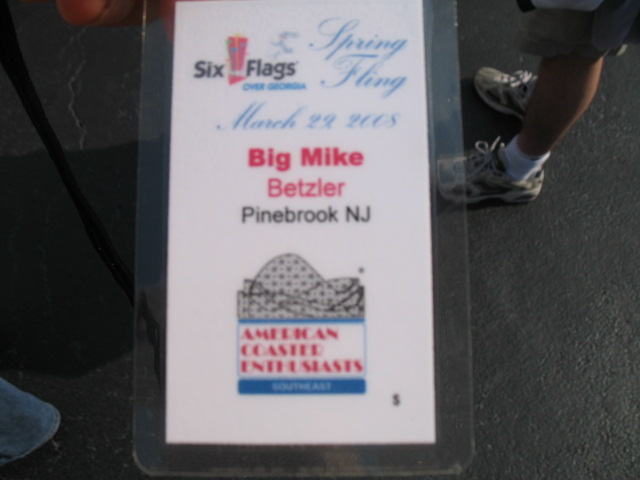 Six Flags
OVER GEORGIA
Spring
Fling
March 29, 2008
Big Mike
Betzler
Pinebrook NJ
AMERICAN
COASTER
ENTHUSIASTS
SOUTHEAST
$